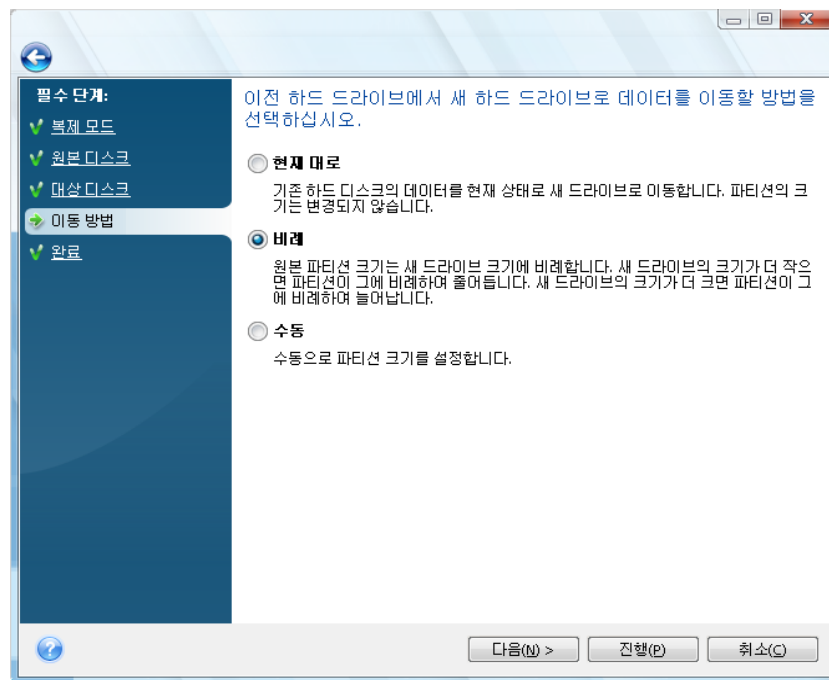 필수 단계:
복제 모드
원본 디스크
대상 디스크
이동 방법
완료
이전 하드 드라이브에서 새 하드 드라이브로 데이터를 이동할 방법을
선택하십시오.
현재 대로
기존 하드 디스크의 데이터를 현재 상태로 새 드라이브로 이동합니다. 파티션의 크
기는 변경되지 않습니다.
비례
원본 파티션 크기는 새 드라이브 크기에 비례합니다. 새 드라이브의 크기가 더 작으
면 파티션이 그에 비례하여 줄어듭니다. 새 드라이브의 크기가 더 크면 파티션이 그
에 비례하여 늘어납니다.
수동
수동으로 파티션 크기를 설정합니다.
다음(N) >
진행(P)
취소(C)